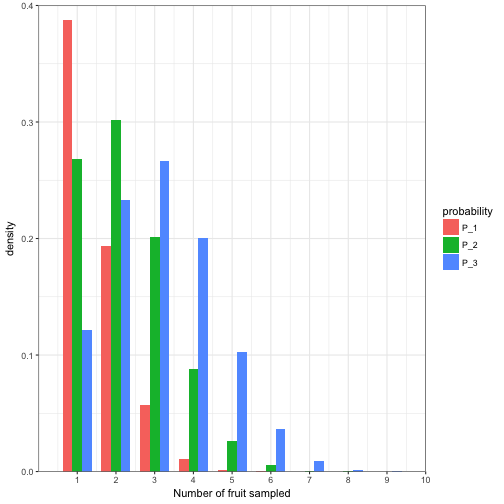 0.4
0.3
0.2
0.1
0.0
density
1 2 3 4 5 6 7 8 9 10
Number of fruit sampled
probability
P_1
P_2
P_3